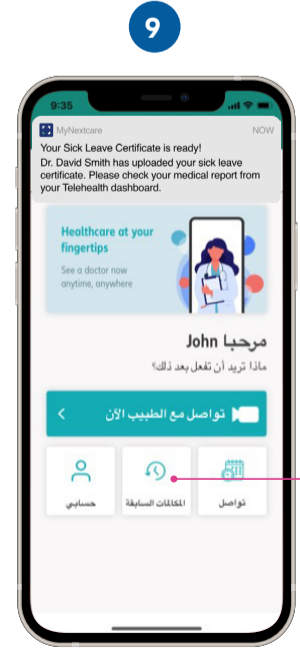 9
9:35
MyNextcare NOW
Your Sick Leave Certificate is ready!
Dr. David Smith has uploaded your sick leave
certificate. Please check your medical report from
your Telehealth dashboard.
Healthcare at your
fingertips
See a doctor now
anytime, anywhere
مرحبا John
ماذا تريد أن تفعل بعد ذلك؟
تواصل مع الطبيب الآن
تواصل
المكالمات السابقة
حسابي